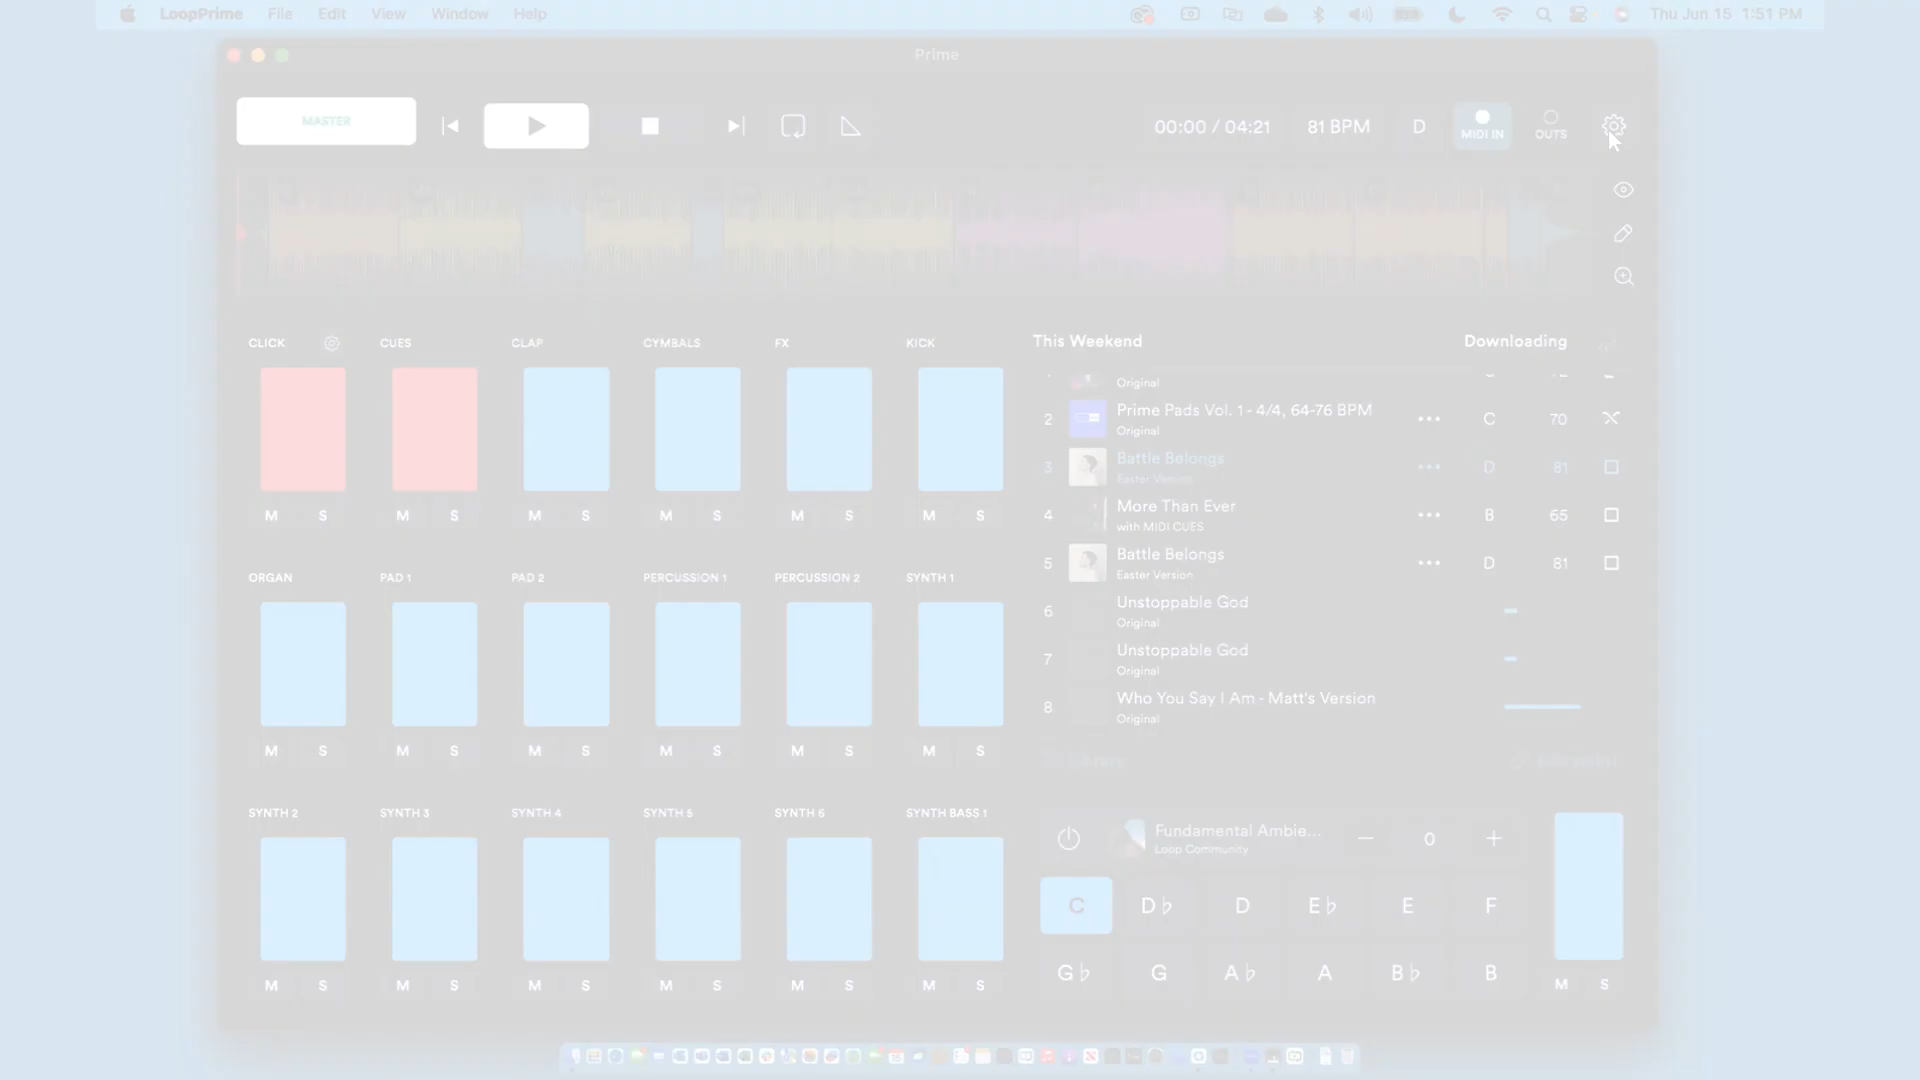 LoopPrime File Edit View Window Help Thu Jun 15 1:51 PM
Prime
MASTER 00:00 / 04:21 81 BPM D MIDI IN OUTS
CLICK CUES CLAP CYMBALS FX KICK
M S M S M S M S M S M S
ORGAN PAD 1 PAD 2 PERCUSSION 1 PERCUSSION 2 SYNTH 1
M S M S M S M S M S M S
SYNTH 2 SYNTH 3 SYNTH 4 SYNTH 5 SYNTH 6 SYNTH BASS 1
M S M S M S M S M S M S
This Weekend Downloading
Original
2 Prime Pads Vol. 1 - 4/4, 64-76 BPM C 70
Original
3 Battle Belongs D 81
Easter Version
4 More Than Ever B 65
with MIDI CUES
5 Battle Belongs D 81
Easter Version
6 Unstoppable God
Original
7 Unstoppable God
Original
8 Who You Say I Am - Matt's Version
Original
Fundamental Ambie... 0
Loop Community
C D♭ D E♭ E F
G♭ G A♭ A B♭ B
M S